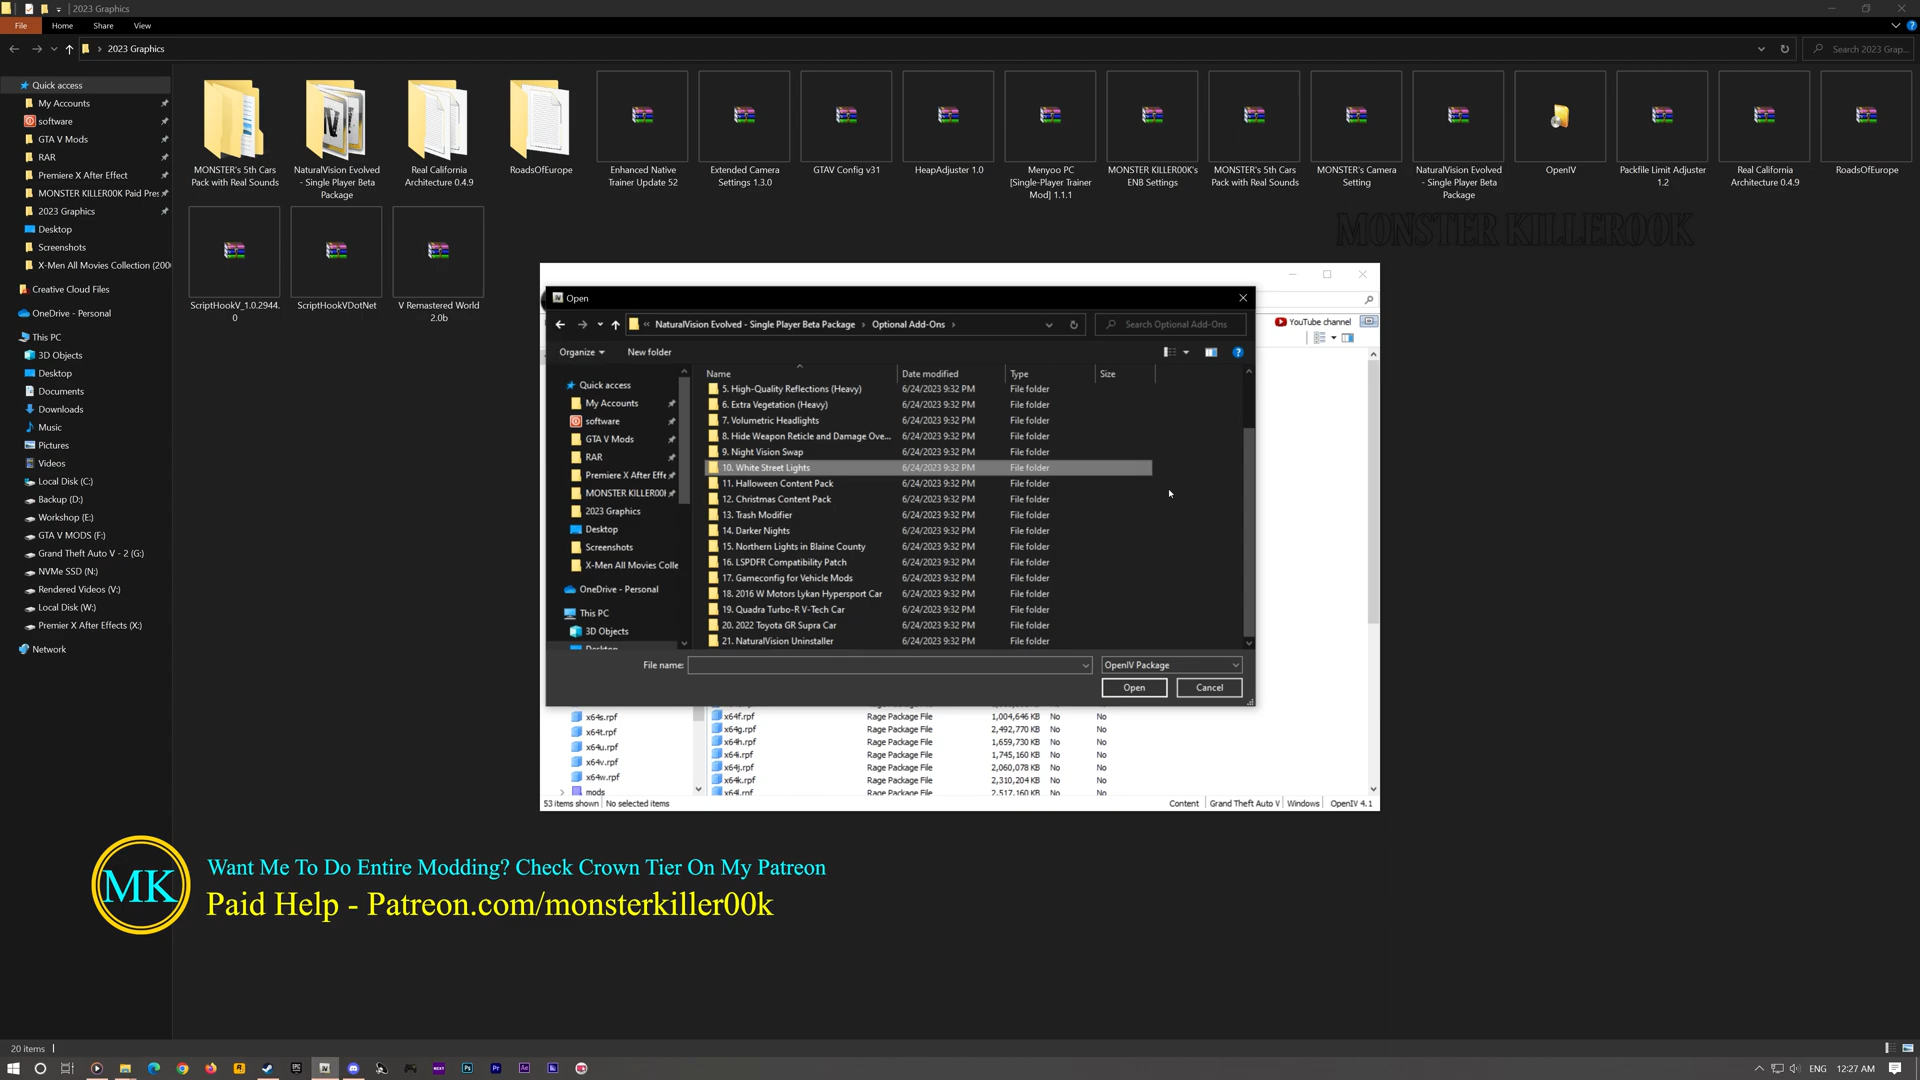 2023 Graphics
File
Home
Share
View
2023 Graphics
Search 2023 Grap...
Quick access
My Accounts
software
GTA V Mods
RAR
Premiere X After Effect
MONSTER KILLER00K Paid Pres
2023 Graphics
Desktop
Screenshots
X-Men All Movies Collection (200
Creative Cloud Files
OneDrive - Personal
This PC
3D Objects
Desktop
Documents
Downloads
Music
Pictures
Videos
Local Disk (C:)
Backup (D:)
Workshop (E:)
GTA V MODS (F:)
Grand Theft Auto V - 2 (G:)
NVMe SSD (N:)
Rendered Videos (V:)
Local Disk (W:)
Premier X After Effects (X:)
Network
MONSTER's 5th Cars
Pack with Real Sounds
NaturalVision Evolved
- Single Player Beta
Package
Real California
Architecture 0.4.9
RoadsOfEurope
Enhanced Native
Trainer Update 52
Extended Camera
Settings 1.3.0
GTAV Config v31
HeapAdjuster 1.0
Menyoo PC
[Single-Player Trainer
Mod] 1.1.1
MONSTER KILLER00K's
ENB Settings
MONSTER's 5th Cars
Pack with Real Sounds
MONSTER's Camera
Setting
NaturalVision Evolved
- Single Player Beta
Package
OpenIV
Packfile Limit Adjuster
1.2
Real California
Architecture 0.4.9
RoadsOfEurope
ScriptHookV_1.0.2944.
0
ScriptHookVDotNet
V Remastered World
2.0b
MONSTER KILLER00K
Open
NaturalVision Evolved - Single Player Beta Package
Optional Add-Ons
Search Optional Add-Ons
YouTube channel
Organize
New folder
Quick access
My Accounts
software
GTA V Mods
RAR
Premiere X After Effe
MONSTER KILLER00K
2023 Graphics
Desktop
Screenshots
X-Men All Movies Colle
OneDrive - Personal
This PC
3D Objects
Desktop
Name
Date modified
Type
Size
5. High-Quality Reflections (Heavy) 6/24/2023 9:32 PM File folder
6. Extra Vegetation (Heavy) 6/24/2023 9:32 PM File folder
7. Volumetric Headlights 6/24/2023 9:32 PM File folder
8. Hide Weapon Reticle and Damage Ove... 6/24/2023 9:32 PM File folder
9. Night Vision Swap 6/24/2023 9:32 PM File folder
10. White Street Lights 6/24/2023 9:32 PM File folder
11. Halloween Content Pack 6/24/2023 9:32 PM File folder
12. Christmas Content Pack 6/24/2023 9:32 PM File folder
13. Trash Modifier 6/24/2023 9:32 PM File folder
14. Darker Nights 6/24/2023 9:32 PM File folder
15. Northern Lights in Blaine County 6/24/2023 9:32 PM File folder
16. LSPDFR Compatibility Patch 6/24/2023 9:32 PM File folder
17. Gameconfig for Vehicle Mods 6/24/2023 9:32 PM File folder
18. 2016 W Motors Lykan Hypersport Car 6/24/2023 9:32 PM File folder
19. Quadra Turbo-R V-Tech Car 6/24/2023 9:32 PM File folder
20. 2022 Toyota GR Supra Car 6/24/2023 9:32 PM File folder
21. NaturalVision Uninstaller 6/24/2023 9:32 PM File folder
File name:
OpenIV Package
Open
Cancel
x64s.rpf
x64t.rpf
x64u.rpf
x64v.rpf
x64w.rpf
mods
x64f.rpf Rage Package File 1,004,646 KB No No
x64g.rpf Rage Package File 2,492,770 KB No No
x64h.rpf Rage Package File 1,659,730 KB No No
x64i.rpf Rage Package File 1,745,160 KB No No
x64j.rpf Rage Package File 2,060,078 KB No No
x64k.rpf Rage Package File 2,310,204 KB No No
x64l.rpf Rage Package File 2,517,160 KB No No
53 items shown
No selected items
Content
Grand Theft Auto V
Windows
OpenIV 4.1
MK
Want Me To Do Entire Modding? Check Crown Tier On My Patreon
Paid Help - Patreon.com/monsterkiller00k
20 items
ENG
12:27 AM